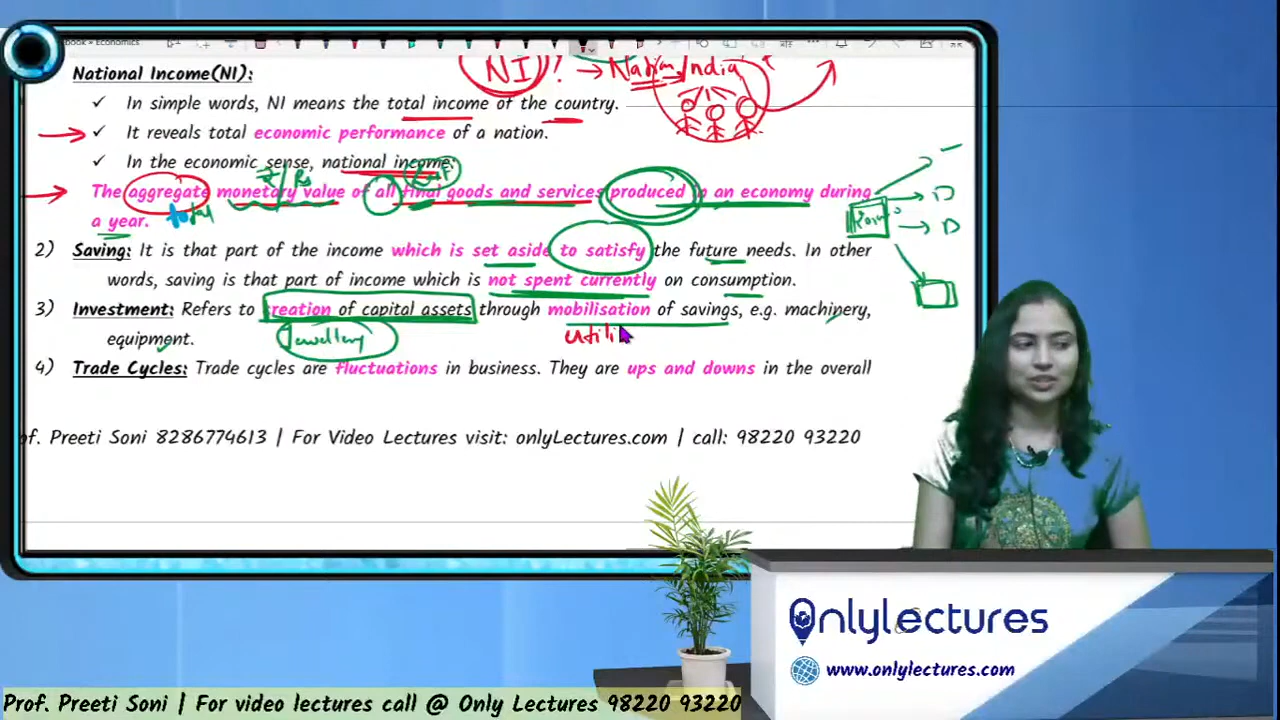 book » Economics
NI ? → Nation India
National Income(NI):
✓ In simple words, NI means the total income of the country.
✓ It reveals total economic performance of a nation.
✓ In the economic sense, national income:
₹/Rs
The aggregate monetary value of all final goods and services produced in an economy during
total
a year.
2) Saving: It is that part of the income which is set aside to satisfy the future needs. In other
words, saving is that part of income which is not spent currently on consumption.
3) Investment: Refers to creation of capital assets through mobilisation of savings, e.g. machinery,
equipment.
Jewellery
utili
4) Trade Cycles: Trade cycles are fluctuations in business. They are ups and downs in the overall
of. Preeti Soni 8286774613 | For Video Lectures visit: onlyLectures.com | call: 98220 93220
Onlylectures
www.onlylectures.com
Prof. Preeti Soni | For video lectures call @ Only Lectures 98220 93220